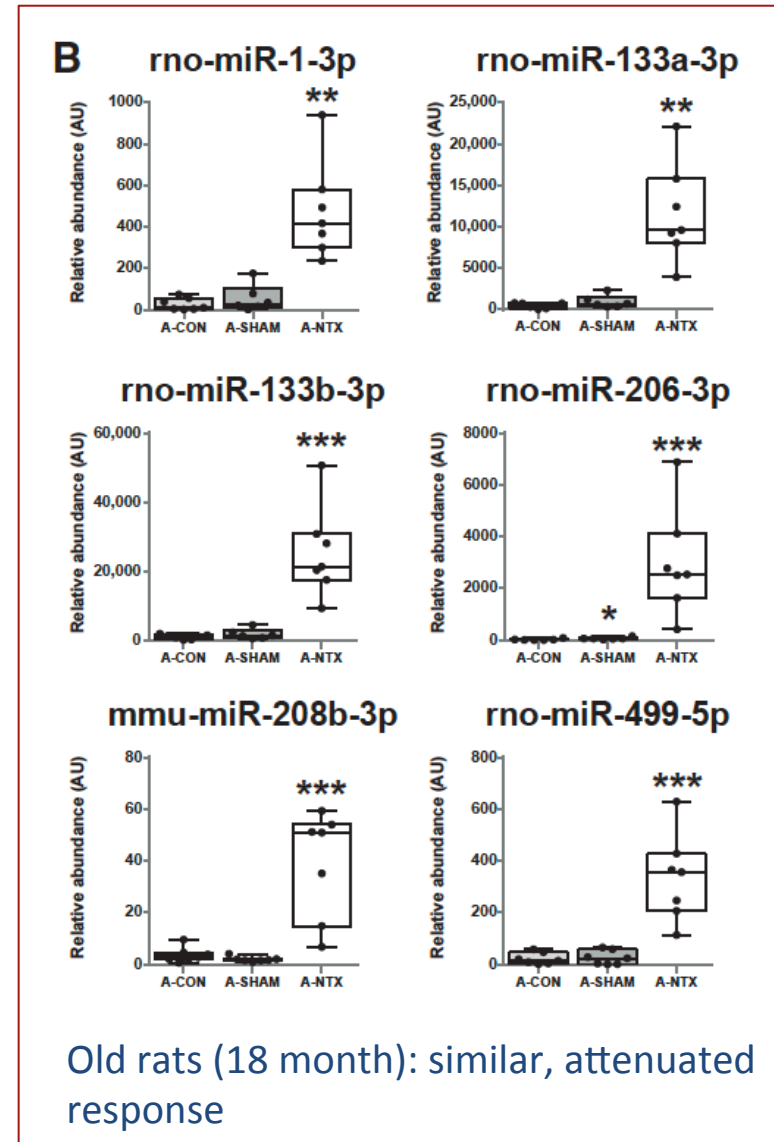 B
rno-miR-1-3p
Relative abundance (AU)
1000
800
600
400
200
0
**
A-CON A-SHAM A-NTX
rno-miR-133a-3p
Relative abundance (AU)
25,000
20,000
15,000
10,000
5000
0
**
A-CON A-SHAM A-NTX
rno-miR-133b-3p
Relative abundance (AU)
60,000
40,000
20,000
0
***
A-CON A-SHAM A-NTX
rno-miR-206-3p
Relative abundance (AU)
8000
6000
4000
2000
0
*
***
A-CON A-SHAM A-NTX
mmu-miR-208b-3p
Relative abundance (AU)
80
60
40
20
0
***
A-CON A-SHAM A-NTX
rno-miR-499-5p
Relative abundance (AU)
800
600
400
200
0
***
A-CON A-SHAM A-NTX
Old rats (18 month): similar, attenuated
response